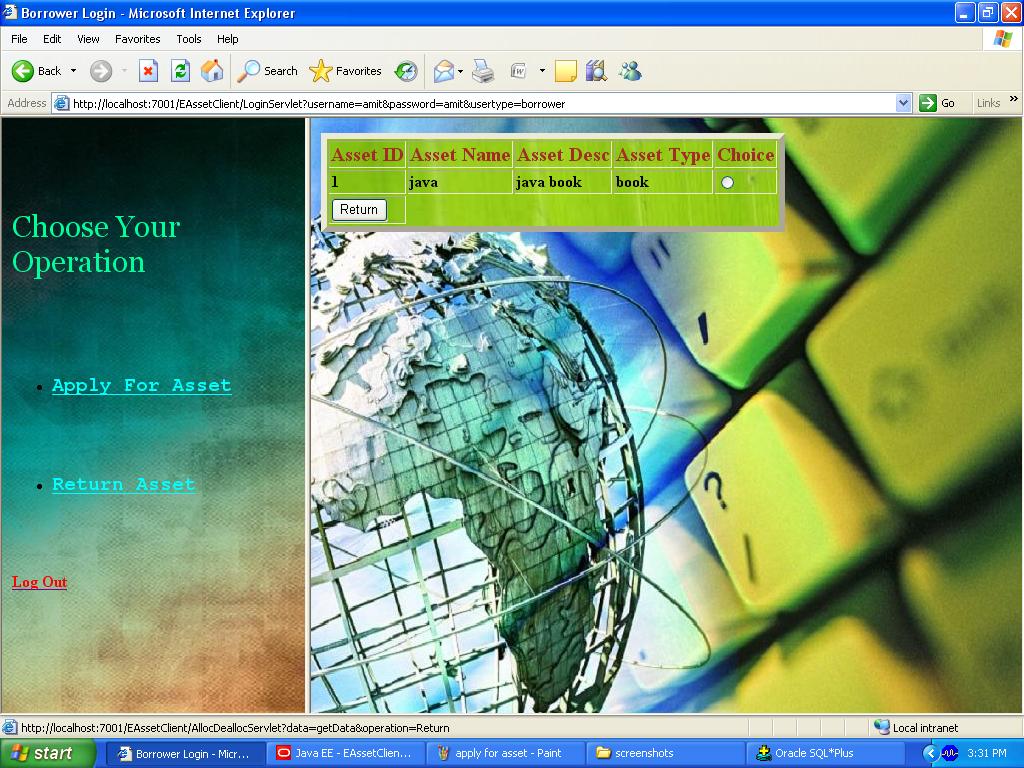 Borrower Login - Microsoft Internet Explorer
File Edit View Favorites Tools Help
Back Search Favorites
Address http://localhost:7001/EAssetClient/LoginServlet?username=amit&password=amit&usertype=borrower Go Links »
Choose Your
Operation
Apply For Asset
Return Asset
Log Out
Asset ID Asset Name Asset Desc Asset Type Choice
1 java java book book
Return
http://localhost:7001/EAssetClient/AllocDeallocServlet?data=getData&operation=Return Local intranet
start Borrower Login - Micr... Java EE - EAssetClien... apply for asset - Paint screenshots Oracle SQL*Plus 3:31 PM